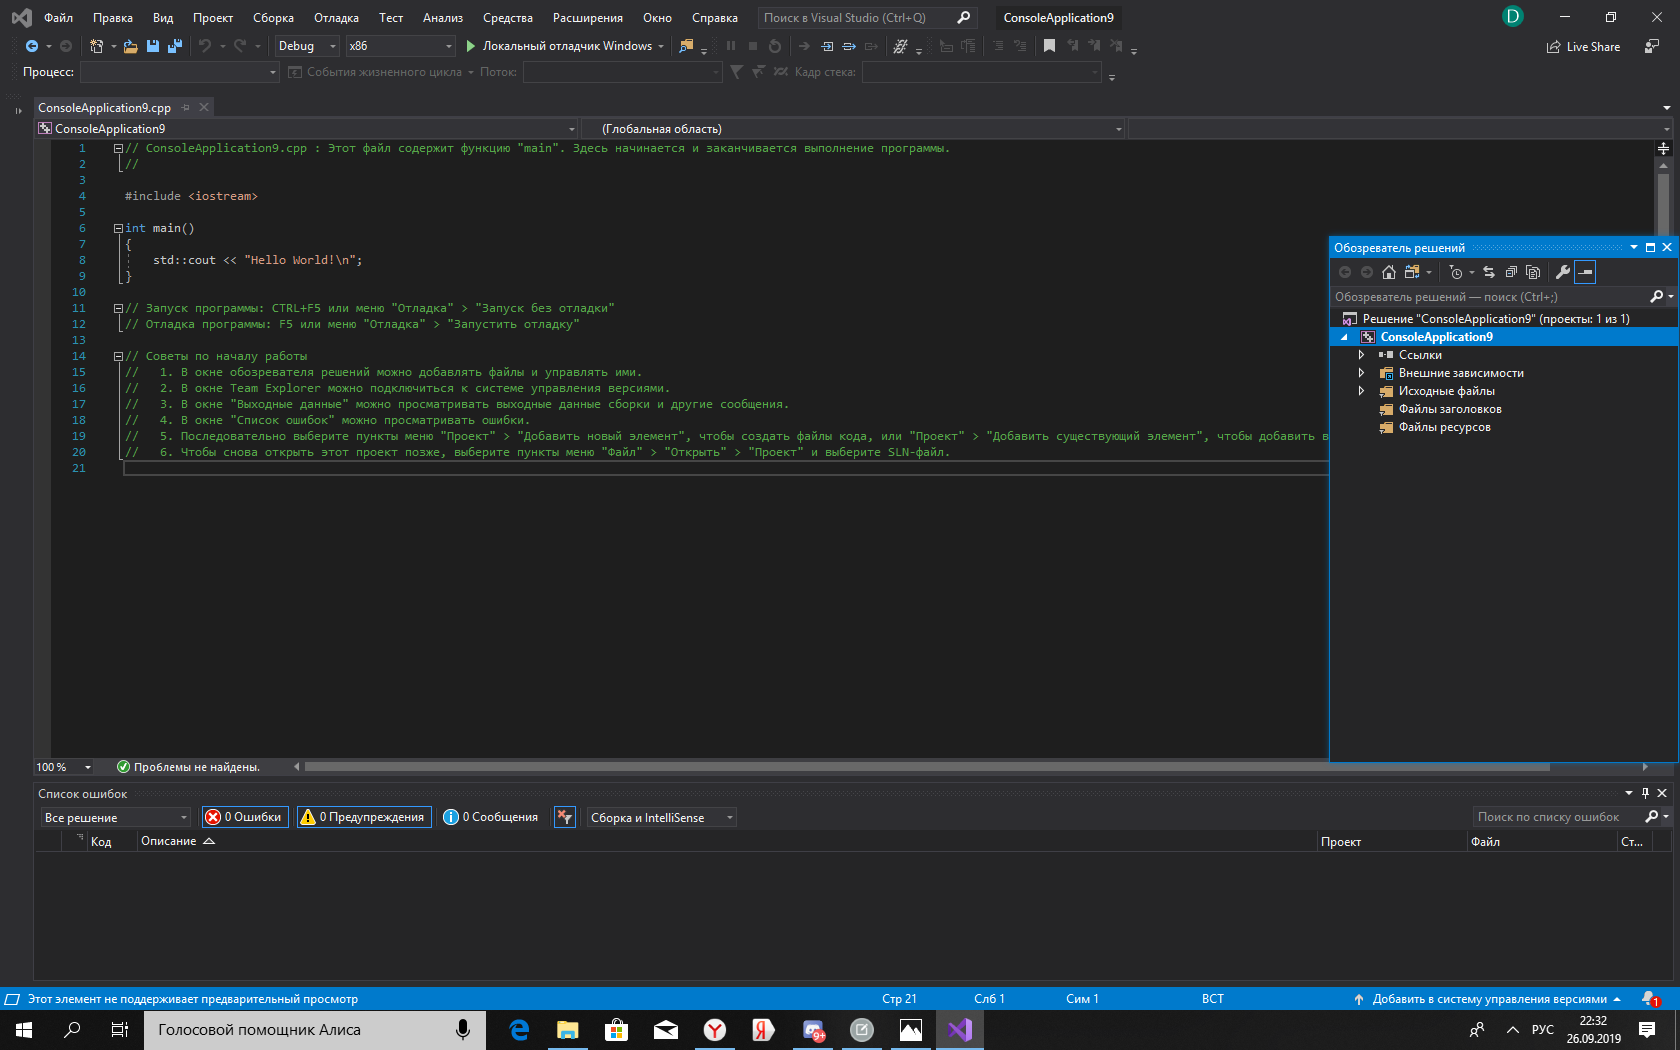 Файл Правка Вид Проект Сборка Отладка Тест Анализ Средства Расширения Окно Справка Поиск в Visual Studio (Ctrl+Q) ConsoleApplication9 D
Debug x86 Локальный отладчик Windows Live Share
Процесс: События жизненного цикла Поток: Кадр стека:
ConsoleApplication9.cpp
ConsoleApplication9 (Глобальная область)
1 // ConsoleApplication9.cpp : Этот файл содержит функцию "main". Здесь начинается и заканчивается выполнение программы.
2 //
3
4 #include <iostream>
5
6 int main()
7 {
8 std::cout << "Hello World!\n";
9 }
10
11 // Запуск программы: CTRL+F5 или меню "Отладка" > "Запуск без отладки"
12 // Отладка программы: F5 или меню "Отладка" > "Запустить отладку"
13
14 // Советы по началу работы
15 // 1. В окне обозревателя решений можно добавлять файлы и управлять ими.
16 // 2. В окне Team Explorer можно подключиться к системе управления версиями.
17 // 3. В окне "Выходные данные" можно просматривать выходные данные сборки и другие сообщения.
18 // 4. В окне "Список ошибок" можно просматривать ошибки.
19 // 5. Последовательно выберите пункты меню "Проект" > "Добавить новый элемент", чтобы создать файлы кода, или "Проект" > "Добавить существующий элемент", чтобы добавить в
20 // 6. Чтобы снова открыть этот проект позже, выберите пункты меню "Файл" > "Открыть" > "Проект" и выберите SLN-файл.
21
Обозреватель решений
Обозреватель решений — поиск (Ctrl+;)
Решение "ConsoleApplication9" (проекты: 1 из 1)
ConsoleApplication9
Ссылки
Внешние зависимости
Исходные файлы
Файлы заголовков
Файлы ресурсов
100 % Проблемы не найдены.
Список ошибок
Все решение 0 Ошибки 0 Предупреждения 0 Сообщения Сборка и IntelliSense Поиск по списку ошибок
Код Описание Проект Файл Ст...
Этот элемент не поддерживает предварительный просмотр Стр 21 Слб 1 Сим 1 ВСТ Добавить в систему управления версиями 1
Голосовой помощник Алиса 9+ РУС 22:32
26.09.2019